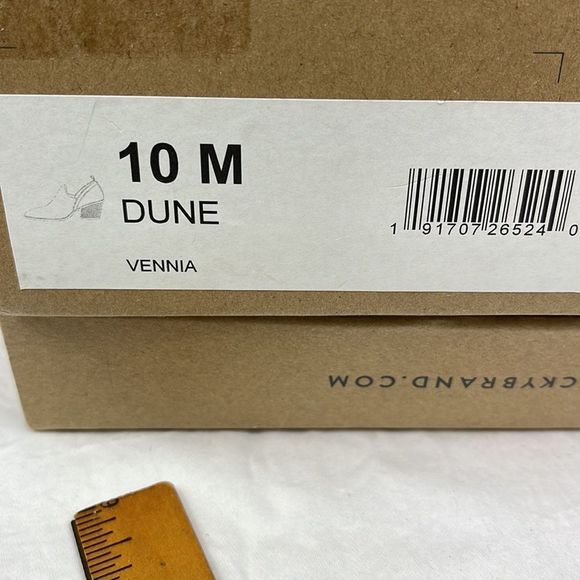 10 M
DUNE
VENNIA
1 91707 26524 0
CKYBRAND.COM